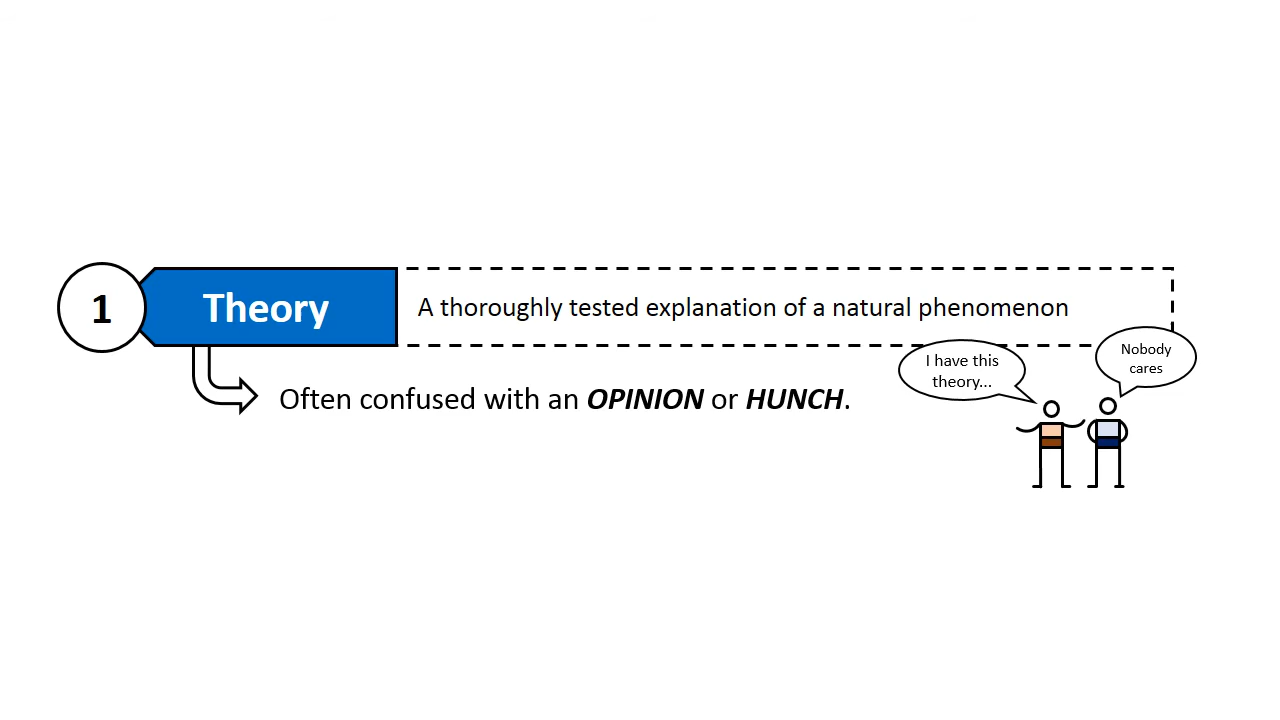 1
Theory
A thoroughly tested explanation of a natural phenomenon
Often confused with an OPINION or HUNCH.
I have this
theory...
Nobody
cares